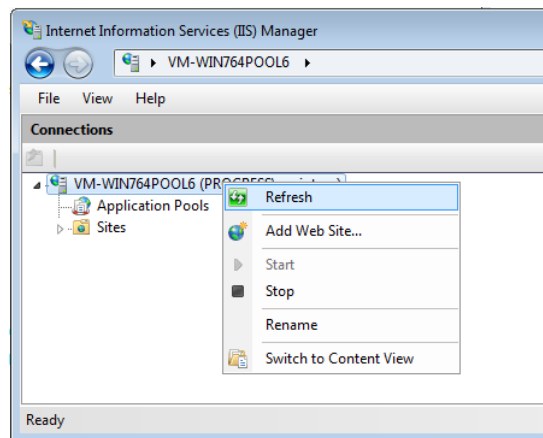 Internet Information Services (IIS) Manager
VM-WIN764POOL6
File View Help
Connections
VM-WIN764POOL6 (PROGRESS\
Refresh
Application Pools
Add Web Site...
Sites
Start
Stop
Rename
Switch to Content View
Ready